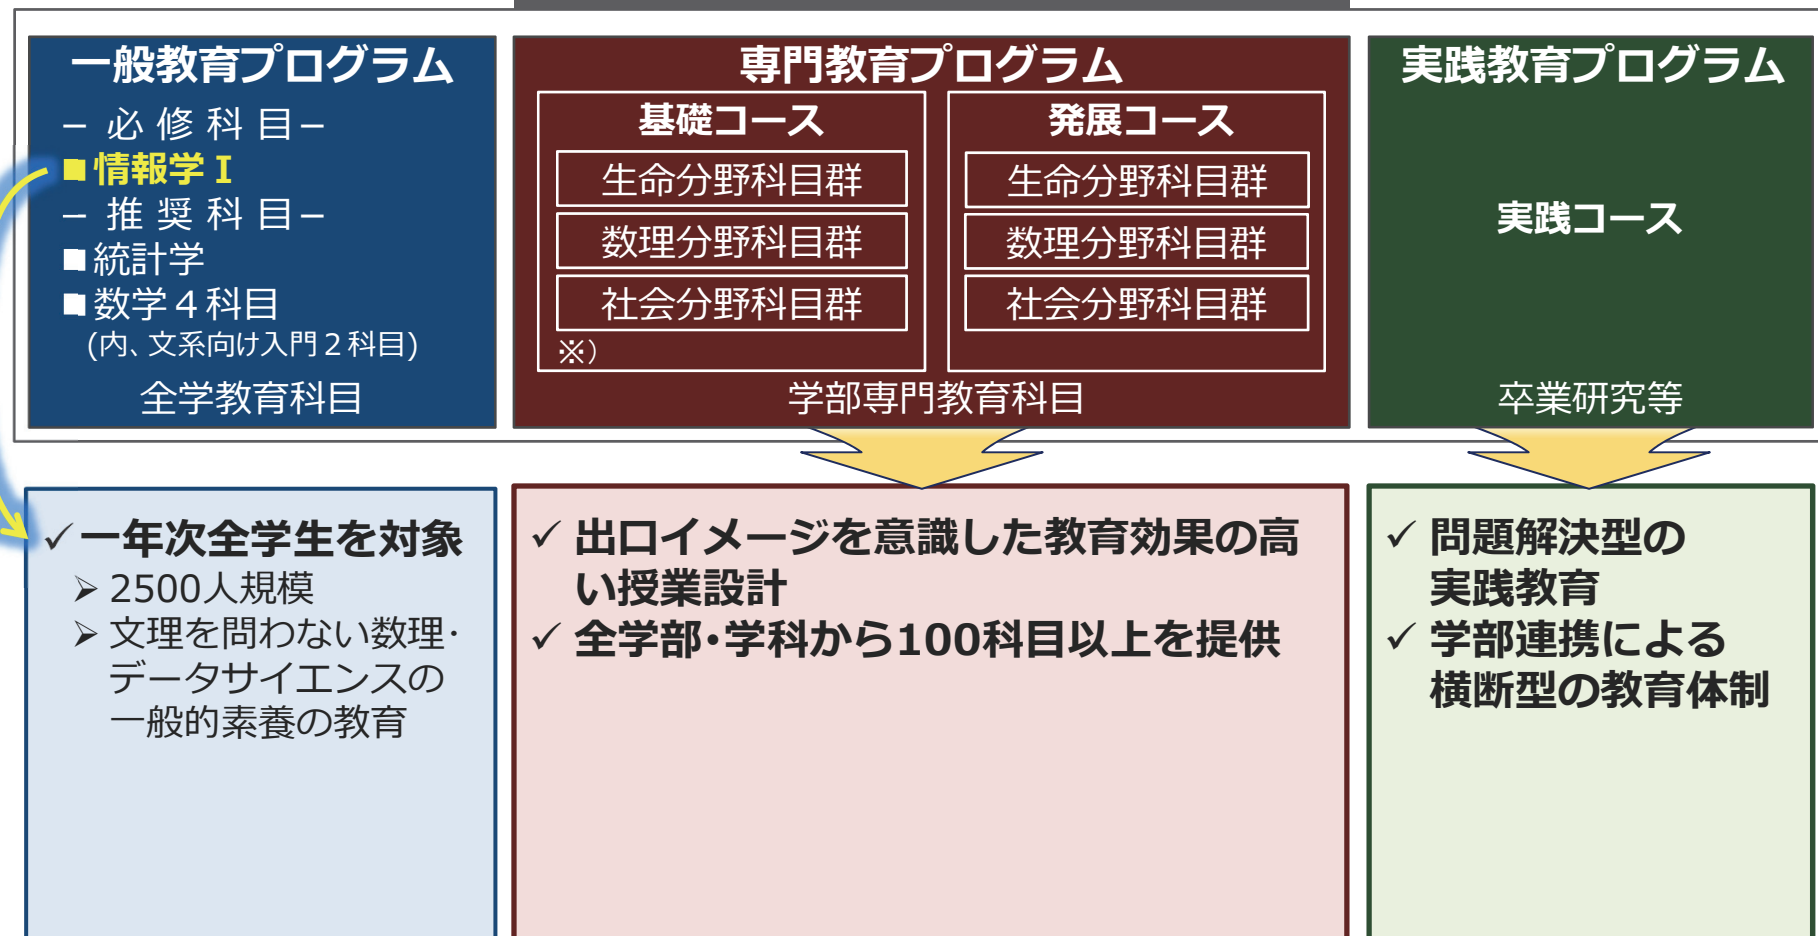 一般教育プログラム
− 必 修 科 目−
■情報学Ⅰ
− 推 奨 科 目−
■統計学
■数学４科目
(内、文系向け入門２科目)
全学教育科目
専門教育プログラム
基礎コース
生命分野科目群
数理分野科目群
社会分野科目群
※）
発展コース
生命分野科目群
数理分野科目群
社会分野科目群
学部専門教育科目
実践教育プログラム
実践コース
卒業研究等
✓ 一年次全学生を対象
➢ 2500人規模
➢ 文理を問わない数理・
データサイエンスの
一般的素養の教育
✓ 出口イメージを意識した教育効果の高
い授業設計
✓ 全学部・学科から100科目以上を提供
✓ 問題解決型の
実践教育
✓ 学部連携による
横断型の教育体制